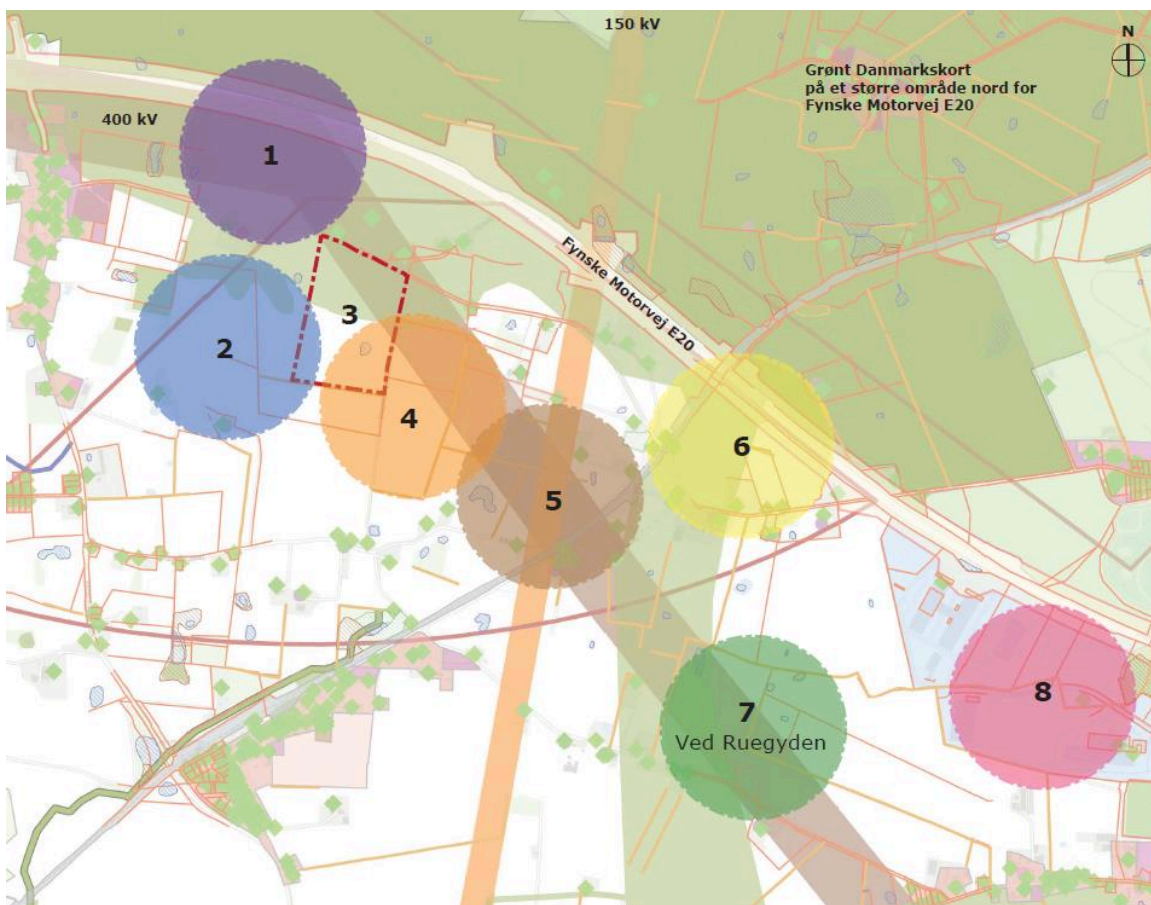 150 kV
N
Grønt Danmarkskort
på et større område nord for
Fynske Motorvej E20
400 kV
1
Fynske Motorvej E20
2
3
4
5
6
7
Ved Ruegyden
8